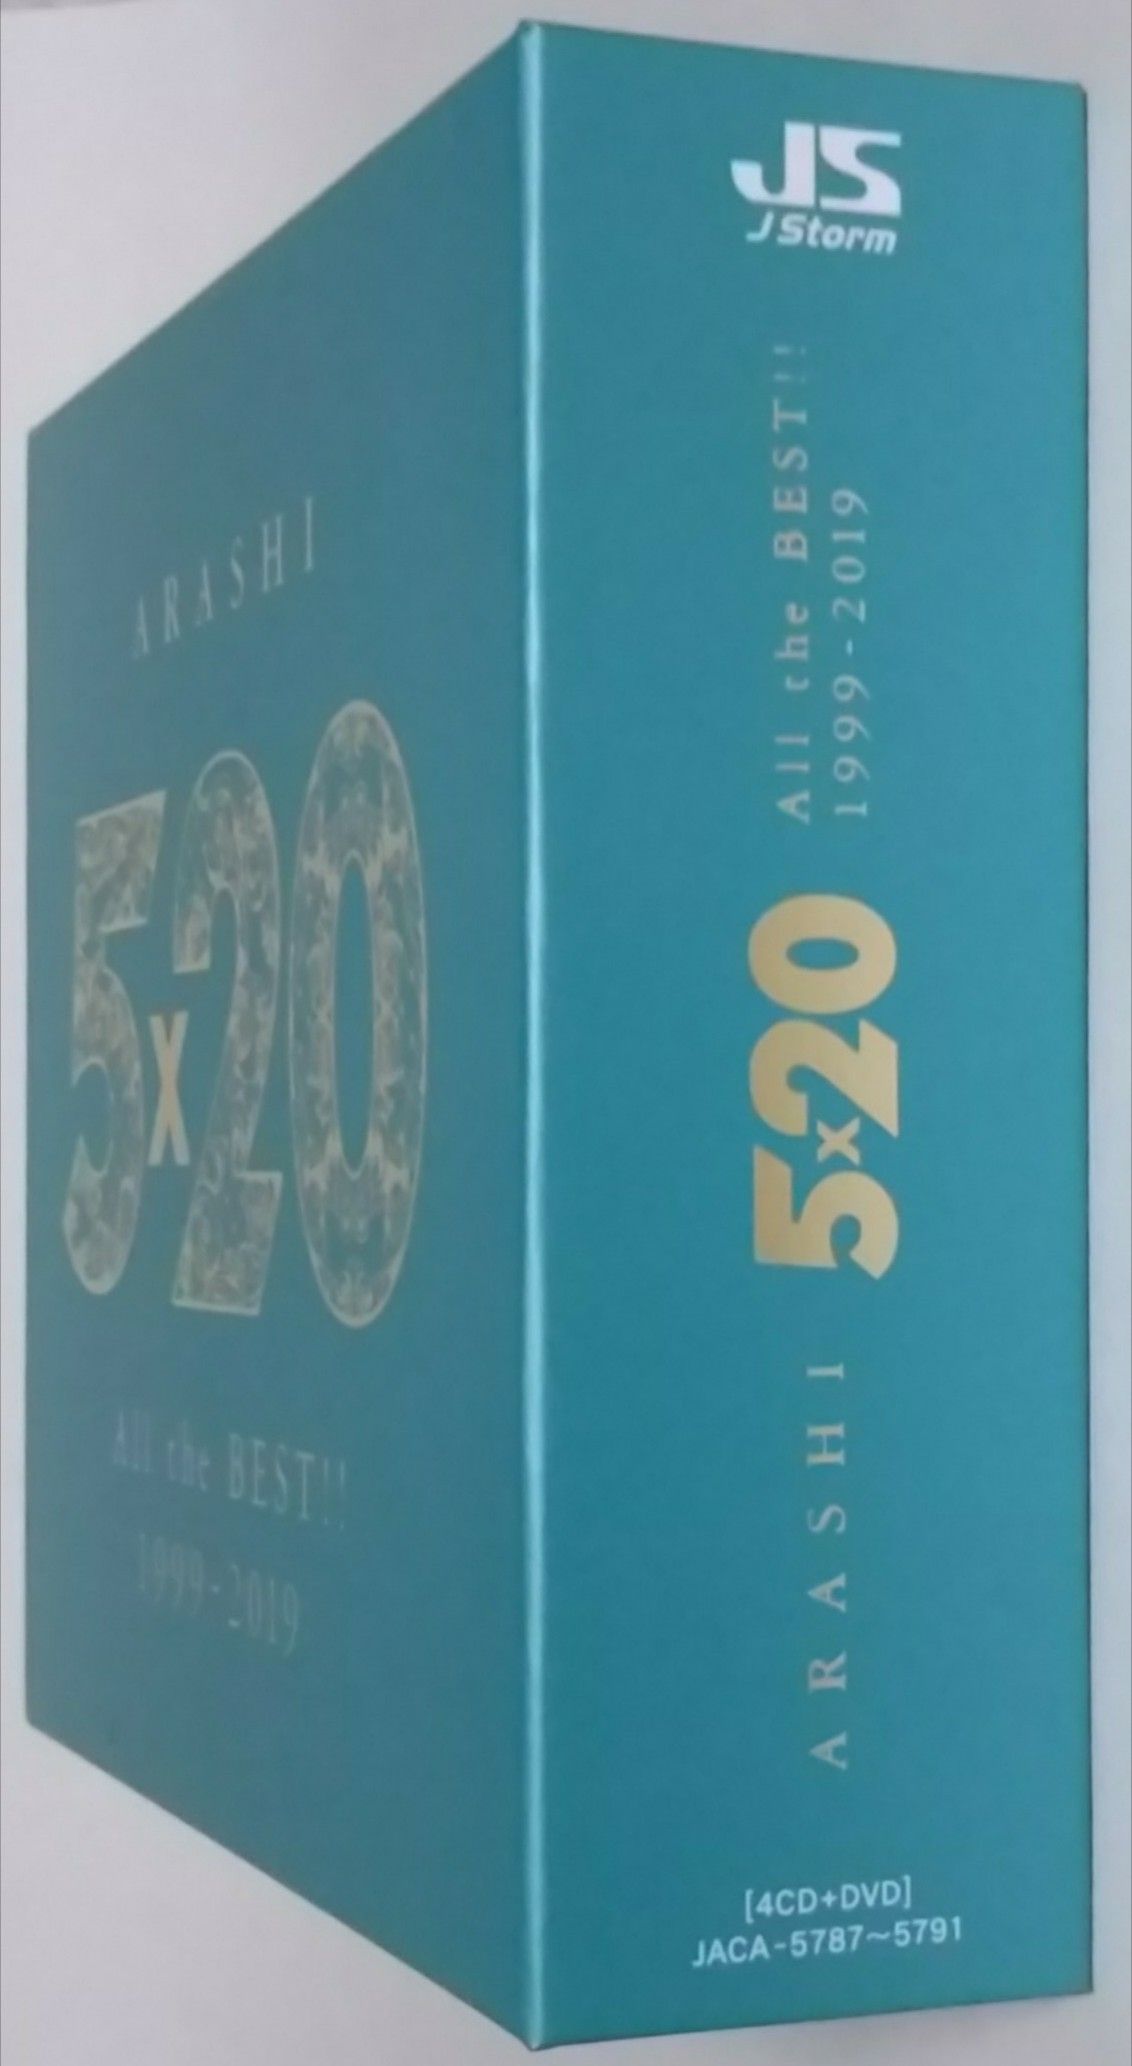 ARASHI
5x20
All the BEST!!
1999-2019
JS
J Storm
ARASHI 5x20 All the BEST!!
1999-2019
[4CD+DVD]
JACA-5787～5791